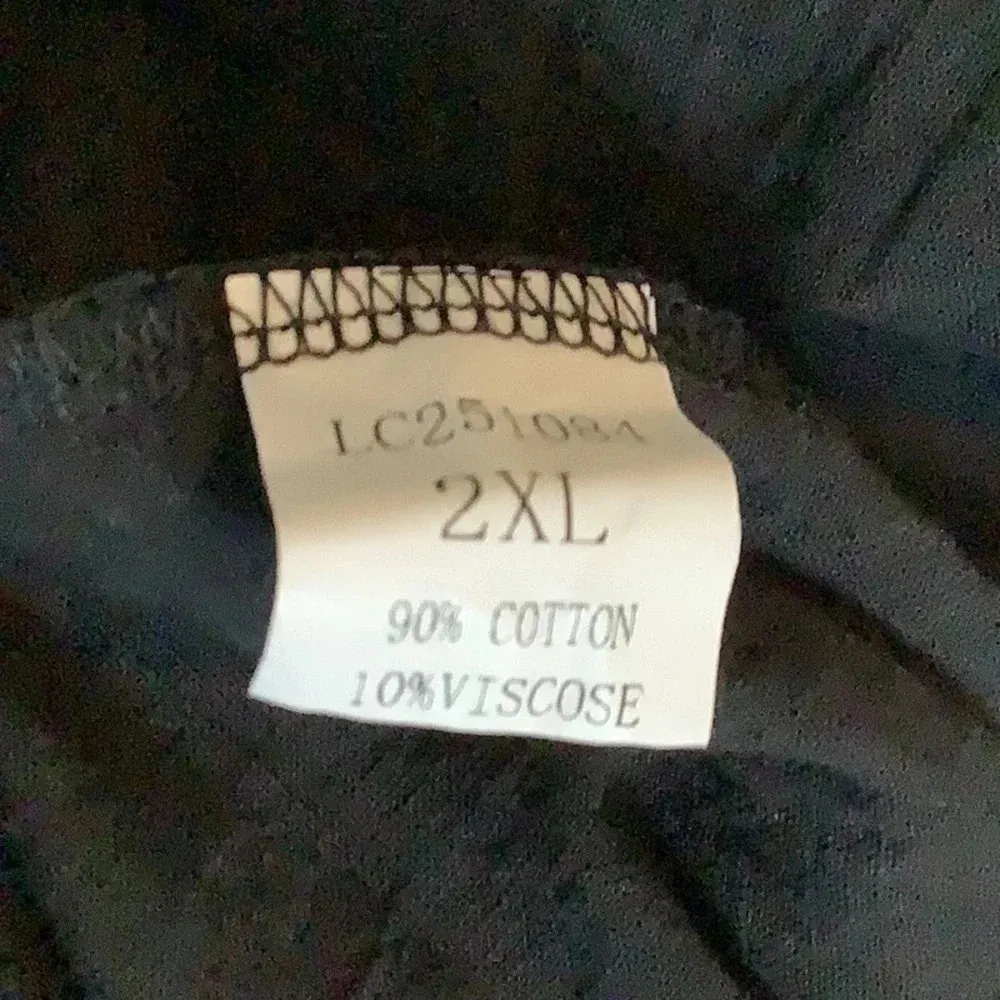 LC251084
2XL
90% COTTON
10%VISCOSE